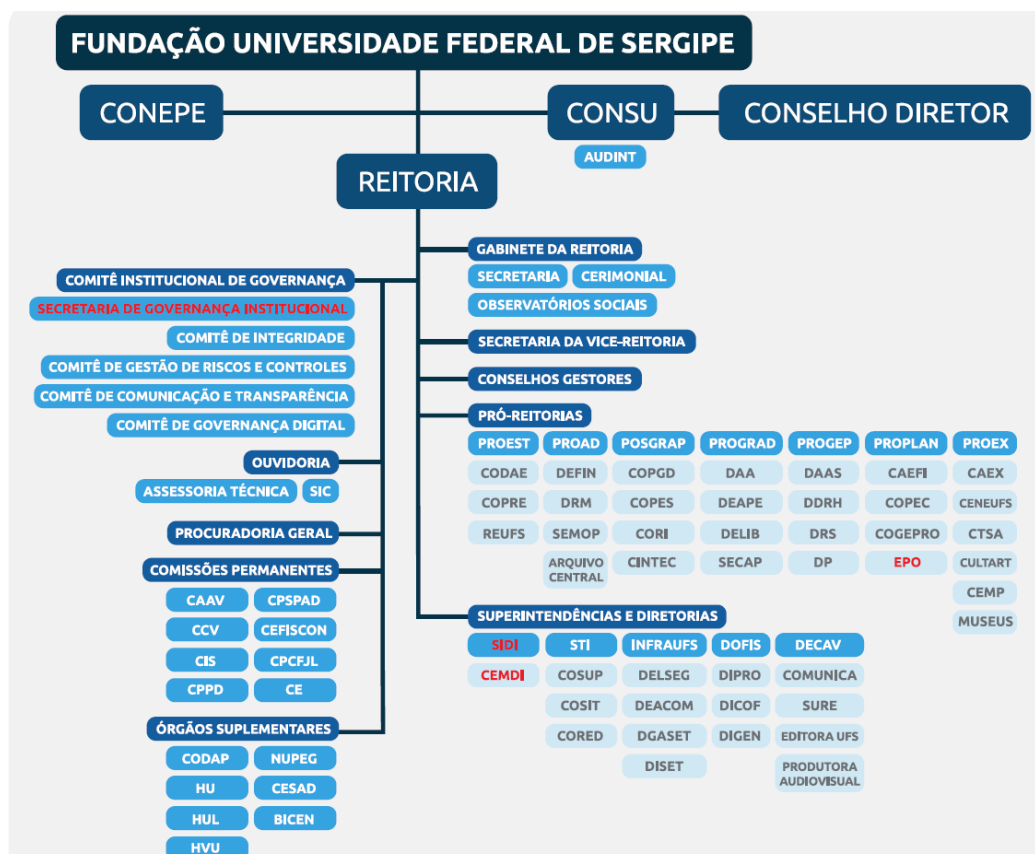 FUNDAÇÃO UNIVERSIDADE FEDERAL DE SERGIPE
CONEPE
CONSU
CONSELHO DIRETOR
AUDINT
REITORIA
COMITÊ INSTITUCIONAL DE GOVERNANÇA
SECRETARIA DE GOVERNANÇA INSTITUCIONAL
COMITÊ DE INTEGRIDADE
COMITÊ DE GESTÃO DE RISCOS E CONTROLES
COMITÊ DE COMUNICAÇÃO E TRANSPARÊNCIA
COMITÊ DE GOVERNANÇA DIGITAL
OUVIDORIA
ASSESSORIA TÉCNICA SIC
PROCURADORIA GERAL
COMISSÕES PERMANENTES
CAAV CPSPAD
CCV CEFISCON
CIS CPCFJL
CPPD CE
ÓRGÃOS SUPLEMENTARES
CODAP NUPEG
HU CESAD
HUL BICEN
HVU
GABINETE DA REITORIA
SECRETARIA CERIMONIAL
OBSERVATÓRIOS SOCIAIS
SECRETARIA DA VICE-REITORIA
CONSELHOS GESTORES
PRÓ-REITORIAS
PROEST PROAD POSGRAP PROGRAD PROGEP PROPLAN PROEX
CODAE DEFIN COPGD DAA DAAS CAEFI CAEX
COPRE DRM COPES DEAPE DDRH COPEC CENEUFS
REUFS SEMOP CORI DELIB DRS COGEPRO CTSA
ARQUIVO
CENTRAL
CINTEC SECAP DP EPO CULTART
CEMP
MUSEUS
SUPERINTENDÊNCIAS E DIRETORIAS
SIDI STI INFRAUFS DOFIS DECAV
CEMDI COSUP DELSEG DIPRO COMUNICA
COSIT DEACOM DICOF SURE
CORED DGASET DIGEN EDITORA UFS
DISET
PRODUTORA
AUDIOVISUAL